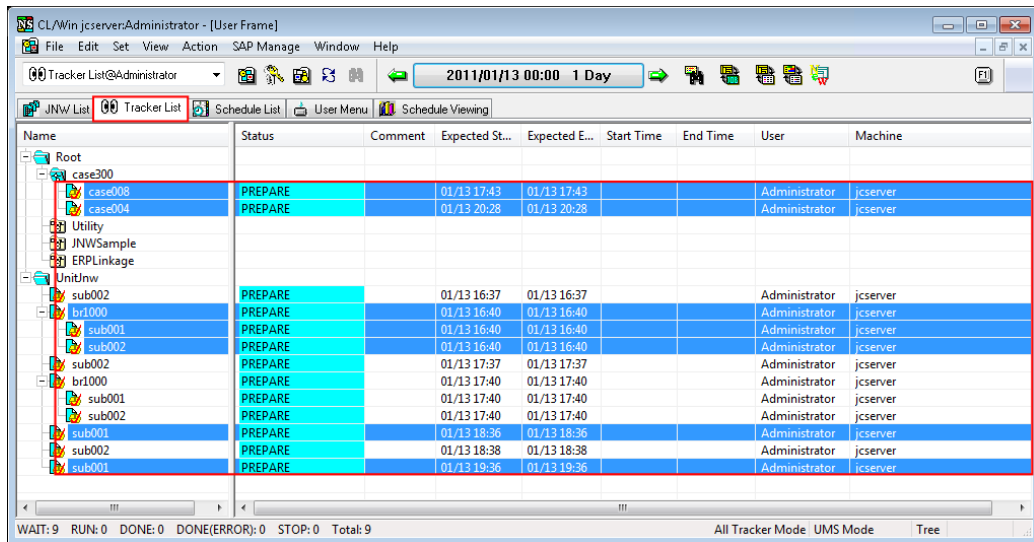 CL/Win jcserver:Administrator - [User Frame]
File Edit Set View Action SAP Manage Window Help
Tracker List@Administrator 2011/01/13 00:00 1 Day F1
JNW List Tracker List Schedule List User Menu Schedule Viewing
Name Status Comment Expected St... Expected E... Start Time End Time User Machine
Root
case300
case008 PREPARE 01/13 17:43 01/13 17:43 Administrator jcserver
case004 PREPARE 01/13 20:28 01/13 20:28 Administrator jcserver
Utility
JNWSample
ERPLinkage
UnitJnw
sub002 PREPARE 01/13 16:37 01/13 16:37 Administrator jcserver
br1000 PREPARE 01/13 16:40 01/13 16:40 Administrator jcserver
sub001 PREPARE 01/13 16:40 01/13 16:40 Administrator jcserver
sub002 PREPARE 01/13 16:40 01/13 16:40 Administrator jcserver
sub002 PREPARE 01/13 17:37 01/13 17:37 Administrator jcserver
br1000 PREPARE 01/13 17:40 01/13 17:40 Administrator jcserver
sub001 PREPARE 01/13 17:40 01/13 17:40 Administrator jcserver
sub002 PREPARE 01/13 17:40 01/13 17:40 Administrator jcserver
sub001 PREPARE 01/13 18:36 01/13 18:36 Administrator jcserver
sub002 PREPARE 01/13 18:38 01/13 18:38 Administrator jcserver
sub001 PREPARE 01/13 19:36 01/13 19:36 Administrator jcserver
WAIT: 9 RUN: 0 DONE: 0 DONE(ERROR): 0 STOP: 0 Total: 9 All Tracker Mode UMS Mode Tree